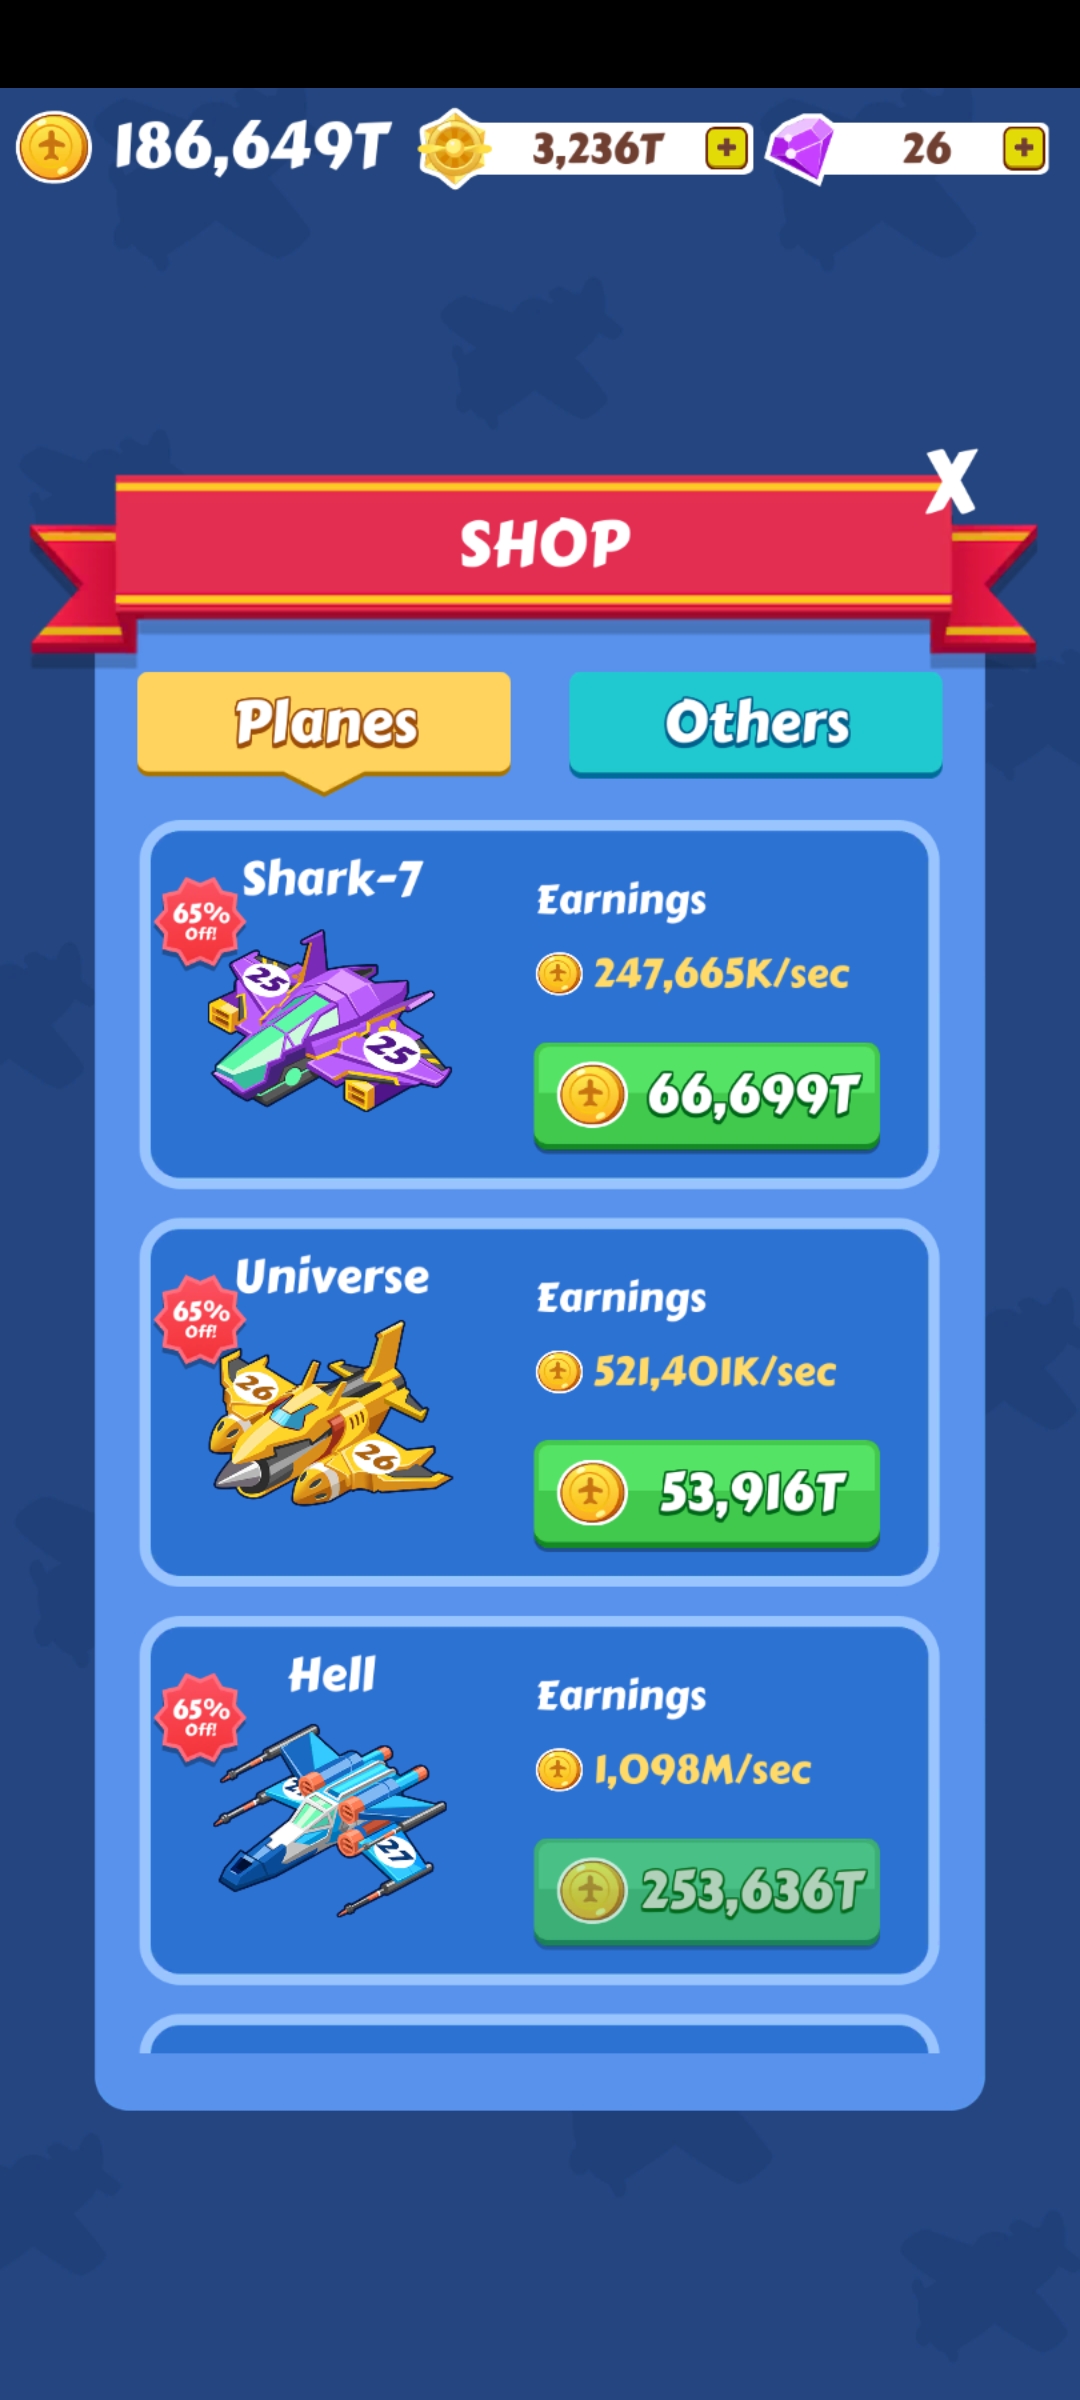 186,649T 3,236T + 26 +
X
SHOP
Planes Others
Shark-7
65%
Off!
25
25
Earnings
247,665K/sec
66,699T
Universe
65%
Off!
26
26
Earnings
521,401K/sec
53,916T
Hell
65%
Off!
27
Earnings
1,098M/sec
253,636T